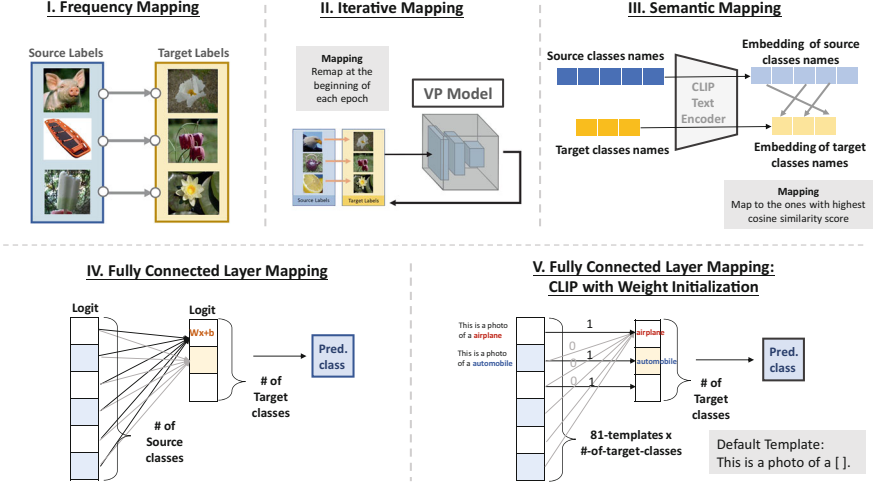 I. Frequency Mapping
Source Labels
Target Labels
II. Iterative Mapping
Mapping
Remap at the
beginning of
each epoch
VP Model
Source Labels
Target Labels
III. Semantic Mapping
Source classes names
Target classes names
CLIP
Text
Encoder
Embedding of source
classes names
Embedding of target
classes names
Mapping
Map to the ones with highest
cosine similarity score
IV. Fully Connected Layer Mapping
Logit
Logit
Wx+b
# of
Source
classes
# of
Target
classes
Pred.
class
V. Fully Connected Layer Mapping:
CLIP with Weight Initialization
This is a photo
of a airplane
This is a photo
of a automobile
1
0
0
1
0
1
airplane
automobile
81-templates x
#-of-target-classes
# of
Target
classes
Pred.
class
Default Template:
This is a photo of a [ ].